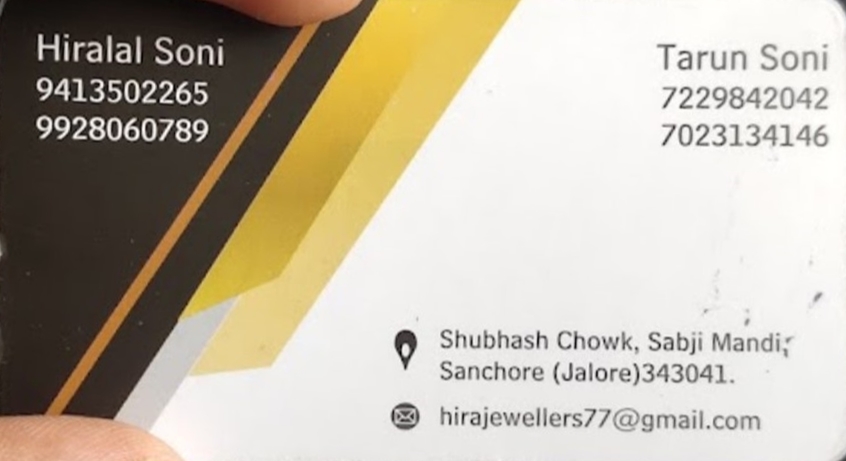 Hiralal Soni
9413502265
9928060789
Tarun Soni
7229842042
7023134146
Shubhash Chowk, Sabji Mandi,
Sanchore (Jalore)343041.
hirajewellers77@gmail.com